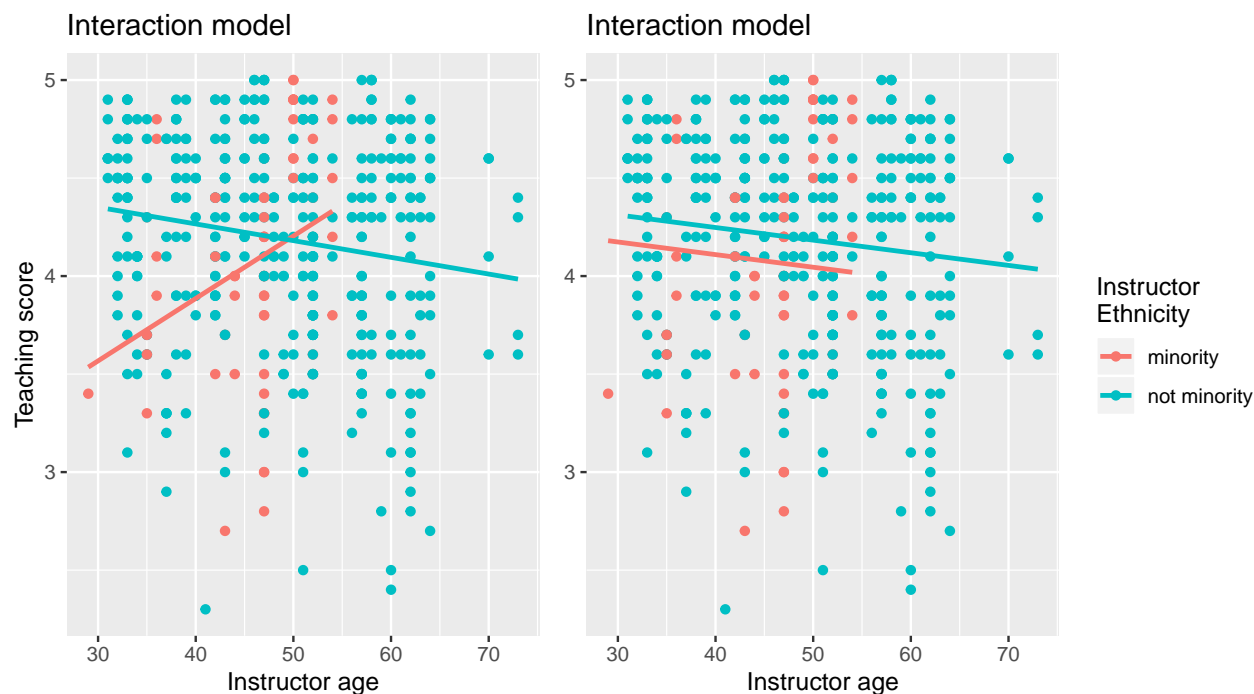 Interaction model
Interaction model
5
4
3
Teaching score
30 40 50 60 70
Instructor age
5
4
3
30 40 50 60 70
Instructor age
Instructor
Ethnicity
minority
not minority